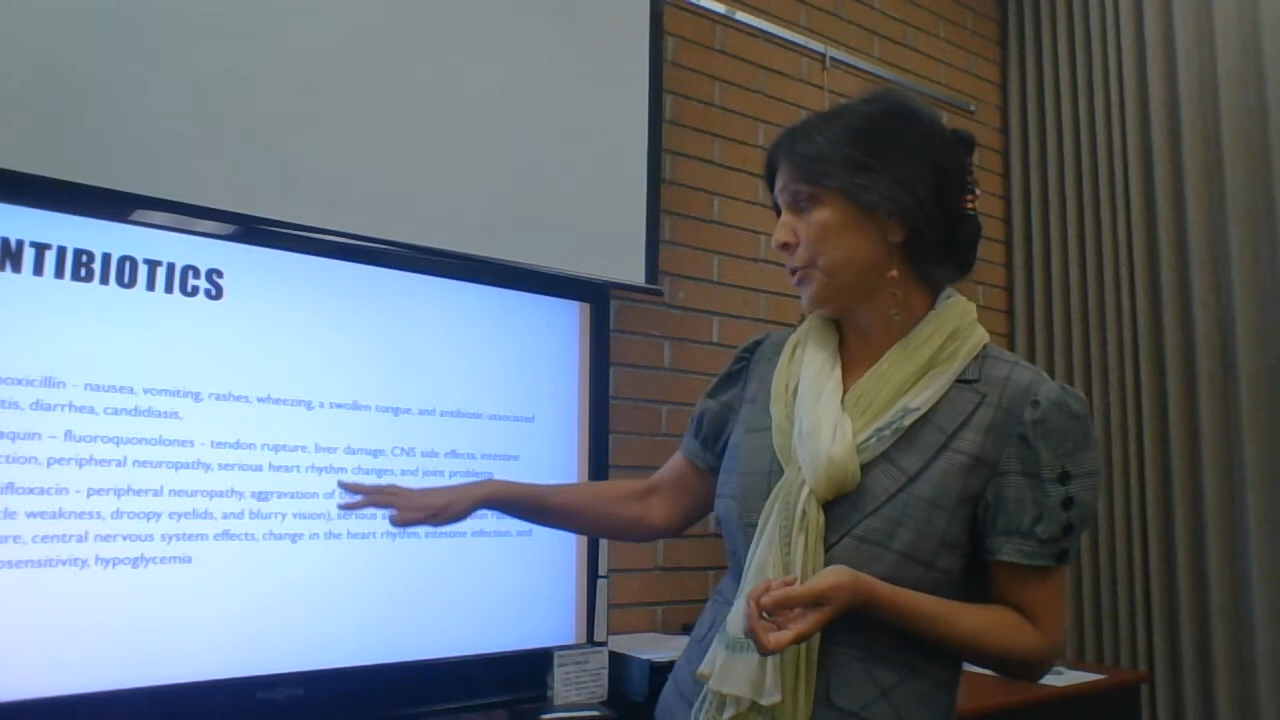 NTIBIOTICS
noxicillin - nausea, vomiting, rashes, wheezing, a swollen tongue, and antibiotic-associated
tis, diarrhea, candidiasis,
aquin – fluoroquonolones - tendon rupture, liver damage, CNS side effects, intestine
ction, peripheral neuropathy, serious heart rhythm changes, and joint problems
ifloxacin - peripheral neuropathy, aggravation of
cle weakness, droopy eyelids, and blurry vision), serious
ure, central nervous system effects, change in the heart rhythm, intestine infection, and
osensitivity, hypoglycemia